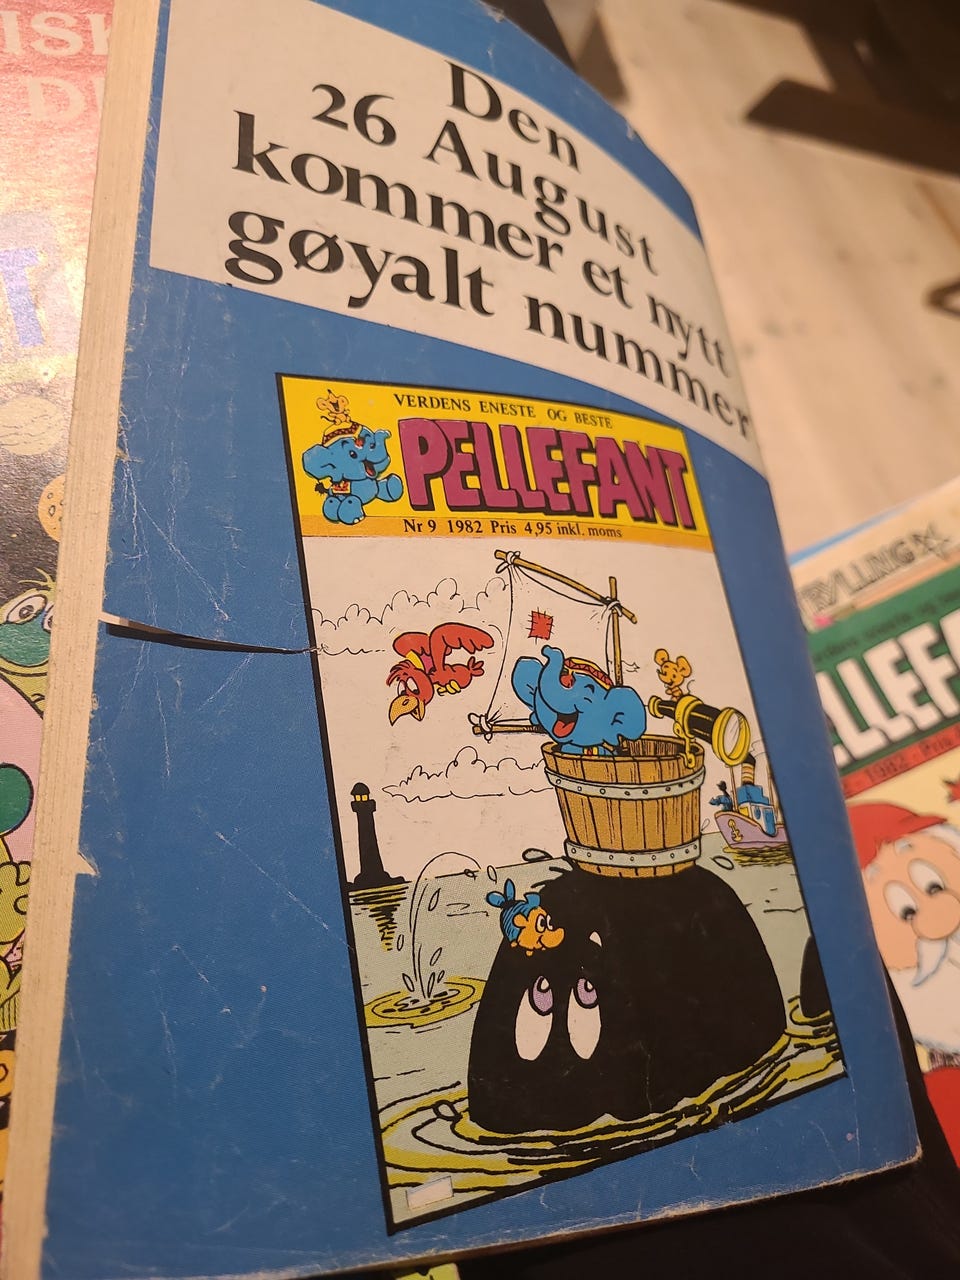 Den
26 August
kommer et nytt
gøyalt nummer
VERDENS ENESTE OG BESTE
PELLEFANT
Nr 9 1982 Pris 4,95 inkl. moms